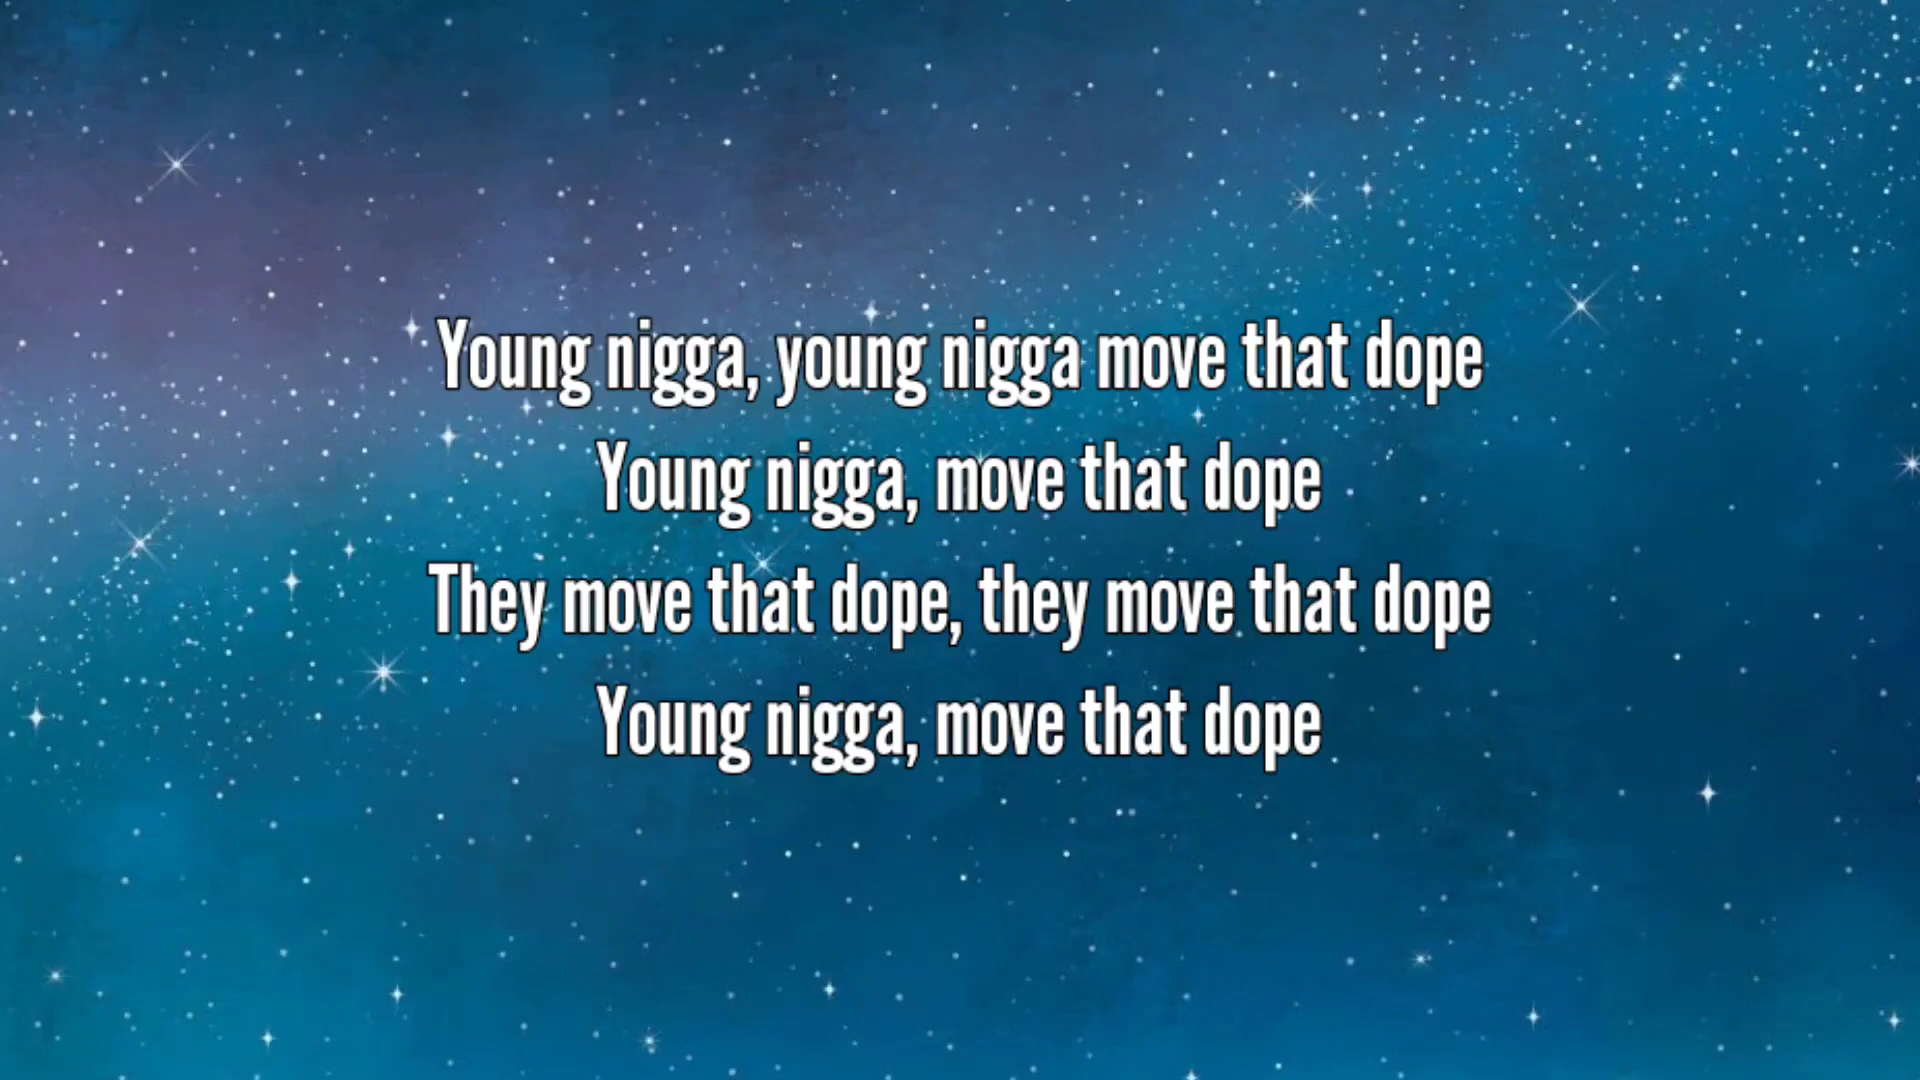 Young nigga, young nigga move that dope
Young nigga, move that dope
They move that dope, they move that dope
Young nigga, move that dope